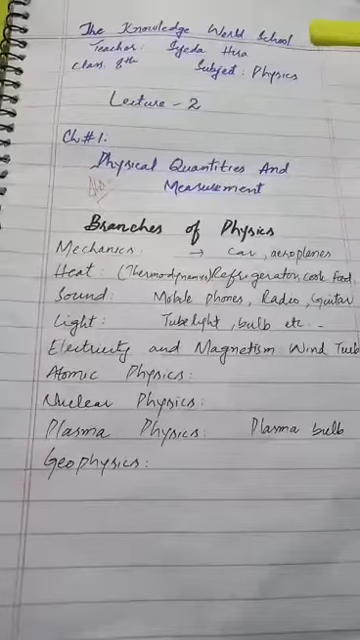 The Knowledge World School
Teacher: Syeda Hira
Class 8th Subject: Physics
Lecture - 2
Ch#1.
Physical Quantities And
Measurement
Branches of Physics
Mechanics: → car, aeroplanes
Heat: (Thermodynamics) Refrigerator, cook food
Sound: Mobile phones, Radio, Guitar
Light: Tubelight, bulb etc.
Electricity and Magnetism Wind Turb
Atomic Physics:
Nuclear Physics:
Plasma Physics: Plasma bulb
Geophysics: